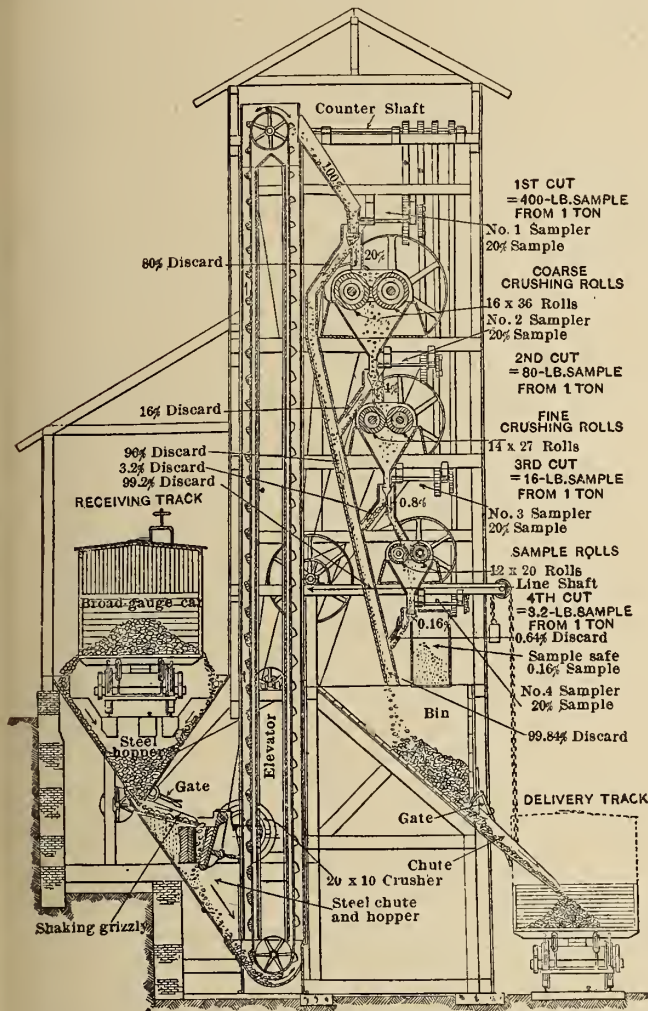 Counter Shaft
100%
1ST CUT
=400-LB.SAMPLE
FROM 1 TON
No. 1 Sampler
20% Sample
80% Discard
20%
COARSE
CRUSHING ROLLS
16 x 36 Rolls
No. 2 Sampler
20% Sample
2ND CUT
=80-LB.SAMPLE
FROM 1 TON
4%
16% Discard
FINE
CRUSHING ROLLS
14 x 27 Rolls
96% Discard
3.2% Discard
99.2% Discard
3RD CUT
=16-LB.SAMPLE
FROM 1 TON
0.8%
No. 3 Sampler
20% Sample
RECEIVING TRACK
SAMPLE ROLLS
12 x 20 Rolls
Line Shaft
4TH CUT
=3.2-LB.SAMPLE
FROM 1 TON
0.16%
0.64% Discard
Sample safe
0.16% Sample
No.4 Sampler
20% Sample
Broad-gauge-car
Bin
99.84% Discard
Steel
hopper
Elevator
Gate
Gate
DELIVERY TRACK
Chute
20 x 10 Crusher
Steel chute
and hopper
Shaking grizzly